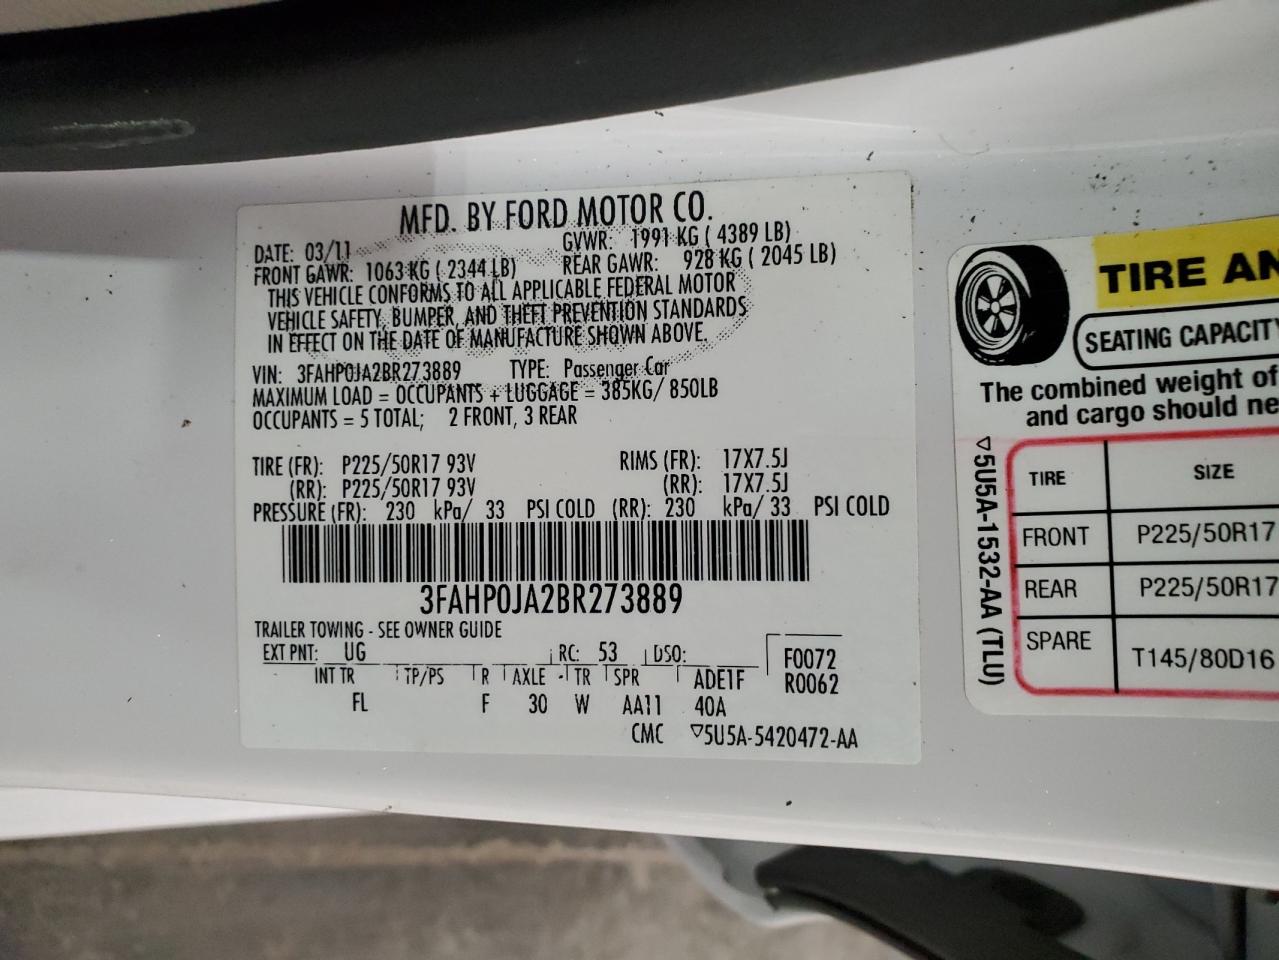 MFD. BY FORD MOTOR CO.
DATE: 03/11 GVWR: 1991 KG ( 4389 LB)
FRONT GAWR: 1063 KG ( 2344 LB) REAR GAWR: 928 KG ( 2045 LB)
THIS VEHICLE CONFORMS TO ALL APPLICABLE FEDERAL MOTOR
VEHICLE SAFETY, BUMPER, AND THEFT PREVENTION STANDARDS
IN EFFECT ON THE DATE OF MANUFACTURE SHOWN ABOVE.
VIN: 3FAHP0JA2BR273889 TYPE: Passenger Car
MAXIMUM LOAD = OCCUPANTS + LUGGAGE = 385KG/ 850LB
OCCUPANTS = 5 TOTAL; 2 FRONT, 3 REAR
TIRE (FR): P225/50R17 93V RIMS (FR): 17X7.5J
(RR): P225/50R17 93V (RR): 17X7.5J
PRESSURE (FR): 230 kPa/ 33 PSI COLD (RR): 230 kPa/ 33 PSI COLD
3FAHP0JA2BR273889
TRAILER TOWING - SEE OWNER GUIDE
EXT PNT: UG RC: 53 DSO: F0072
INT TR TP/PS R AXLE TR SPR ADE1F R0062
FL F 30 W AA11 40A
CMC ▽5U5A-5420472-AA
TIRE AN
SEATING CAPACITY
The combined weight of
and cargo should ne
▽5U5A-1532-AA (TLU)
TIRE SIZE
FRONT P225/50R17
REAR P225/50R17
SPARE T145/80D16